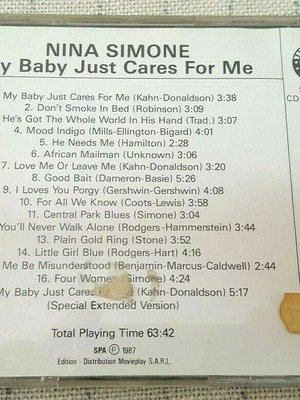 NINA SIMONE
y Baby Just Cares For Me
CD
My Baby Just Cares For Me (Kahn-Donaldson) 3:38
2. Don't Smoke In Bed (Robinson) 3:09
He's Got The Whole World In His Hand (Trad.) 3:07
4. Mood Indigo (Mills-Ellington-Bigard) 4:01
5. He Needs Me (Hamilton) 2:28
6. African Mailman (Unknown) 3:06
7. Love Me Or Leave Me (Kahn-Donaldson) 3:20
8. Good Bait (Dameron-Basie) 5:26
9. I Loves You Porgy (Gershwin-Gershwin) 4:08
10. For All We Know (Coots-Lewis) 3:58
11. Central Park Blues (Simone) 3:04
You'll Never Walk Alone (Rodgers-Hammerstein) 3:44
13. Plain Gold Ring (Stone) 3:52
14. Little Girl Blue (Rodgers-Hart) 4:16
Me Be Misunderstood (Benjamin-Marcus-Caldwell) 2:44
16. Four Women (Simone) 4:24
My Baby Just Cares (Kahn-Donaldson) 5:17
(Special Extended Version)
Total Playing Time 63:42
SPA Ⓟ 1987
Edition - Distribution Movieplay S.A.R.L.